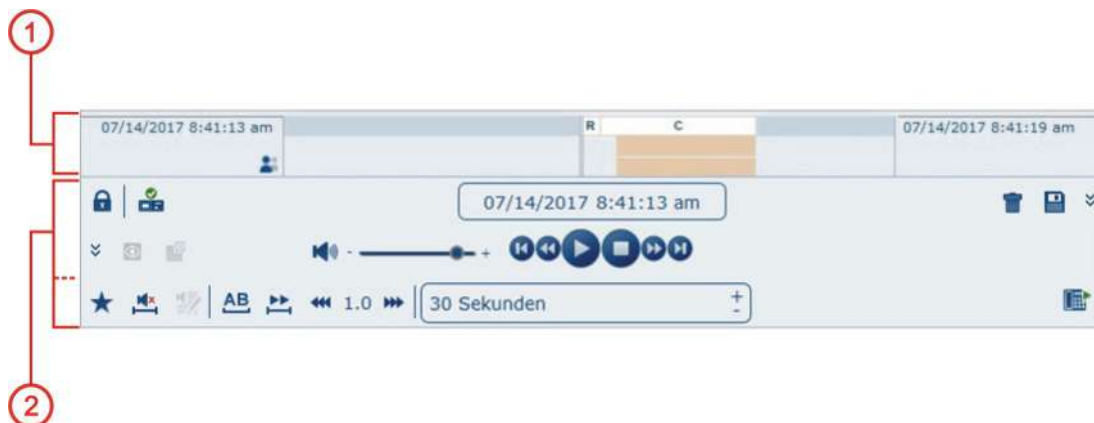 1
07/14/2017 8:41:13 am R C 07/14/2017 8:41:19 am
07/14/2017 8:41:13 am
- +
AB 1.0 30 Sekunden + -
2